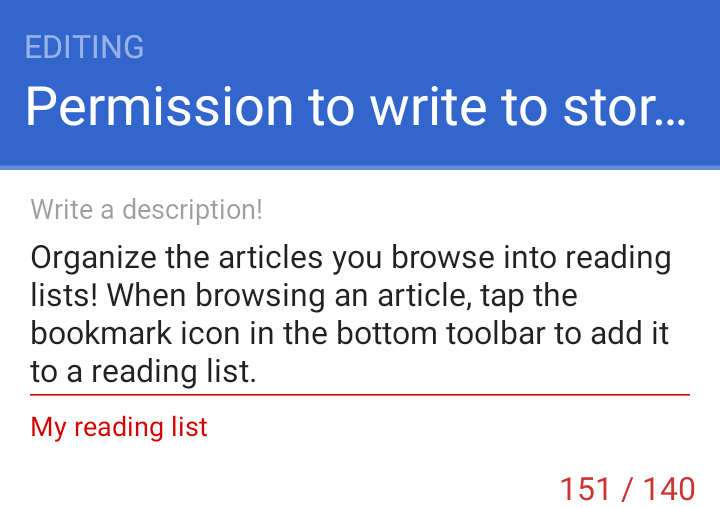 EDITING
Permission to write to stor...
Write a description!
Organize the articles you browse into reading
lists! When browsing an article, tap the
bookmark icon in the bottom toolbar to add it
to a reading list.
My reading list
151 / 140